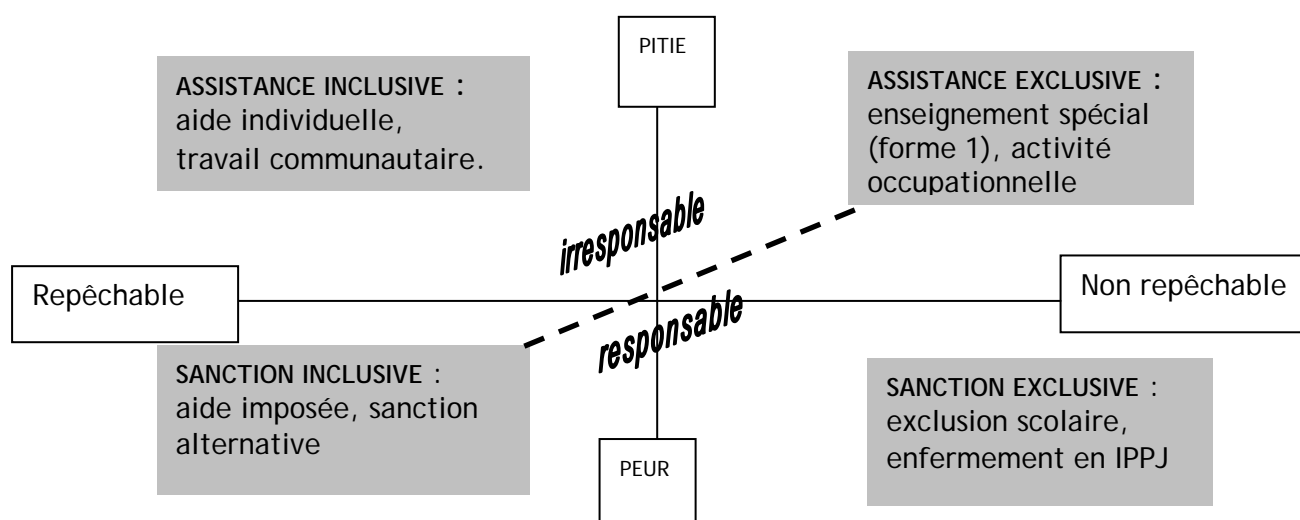 PITIE
ASSISTANCE INCLUSIVE :
aide individuelle,
travail communautaire.
ASSISTANCE EXCLUSIVE :
enseignement spécial
(forme 1), activité
occupationnelle
irresponsable
Repêchable
Non repêchable
responsable
SANCTION INCLUSIVE :
aide imposée, sanction
alternative
PEUR
SANCTION EXCLUSIVE :
exclusion scolaire,
enfermement en IPPJ